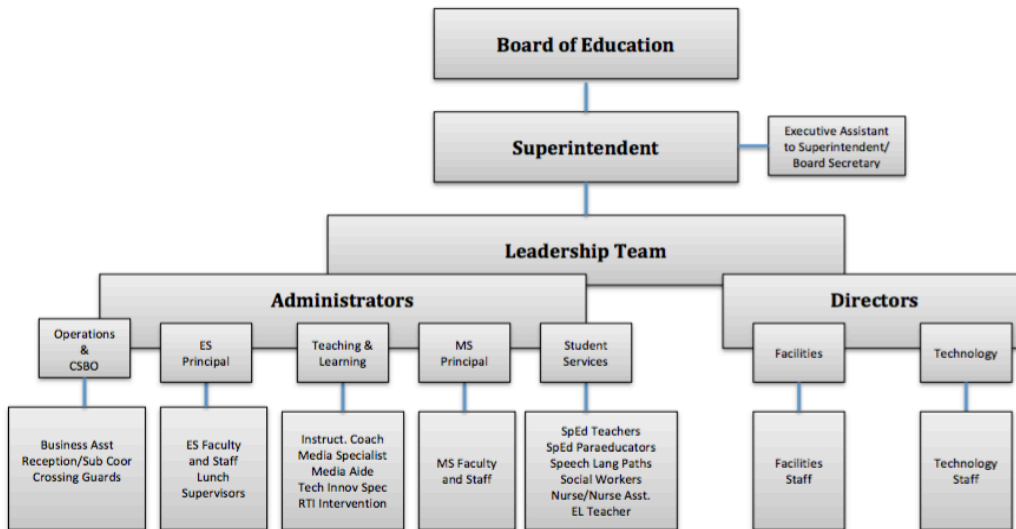 Board of Education
Superintendent
Executive Assistant
to Superintendent/
Board Secretary
Leadership Team
Administrators
Directors
Operations
&
CSBO
ES
Principal
Teaching &
Learning
MS
Principal
Student
Services
Facilities
Technology
Business Asst
Reception/Sub Coor
Crossing Guards
ES Faculty
and Staff
Lunch
Supervisors
Instruct. Coach
Media Specialist
Media Aide
Tech Innov Spec
RTI Intervention
MS Faculty
and Staff
SpEd Teachers
SpEd Paraeducators
Speech Lang Paths
Social Workers
Nurse/Nurse Asst.
EL Teacher
Facilities
Staff
Technology
Staff